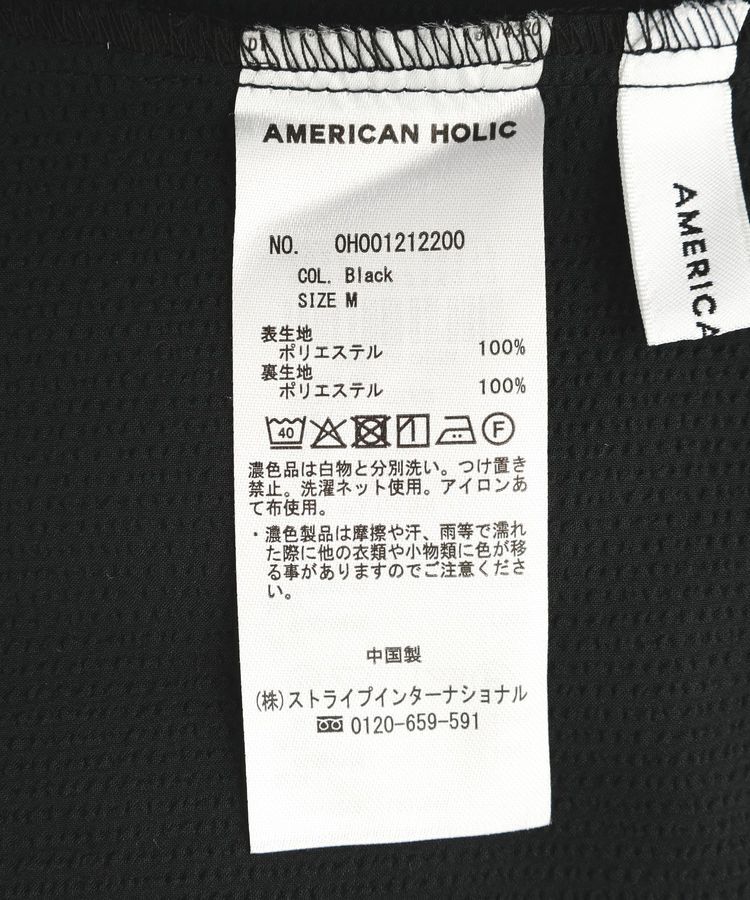 AMERICAN HOLIC
NO. OH001212200
COL. Black
SIZE M
表生地
ポリエステル 100%
裏生地
ポリエステル 100%
40 F
濃色品は白物と分別洗い。つけ置き
禁止。洗濯ネット使用。アイロンあ
て布使用。
・濃色製品は摩擦や汗、雨等で濡れ
た際に他の衣類や小物類に色が移
る事がありますのでご注意くださ
い。
中国製
(株)ストライプインターナショナル
0120-659-591
AMERICA